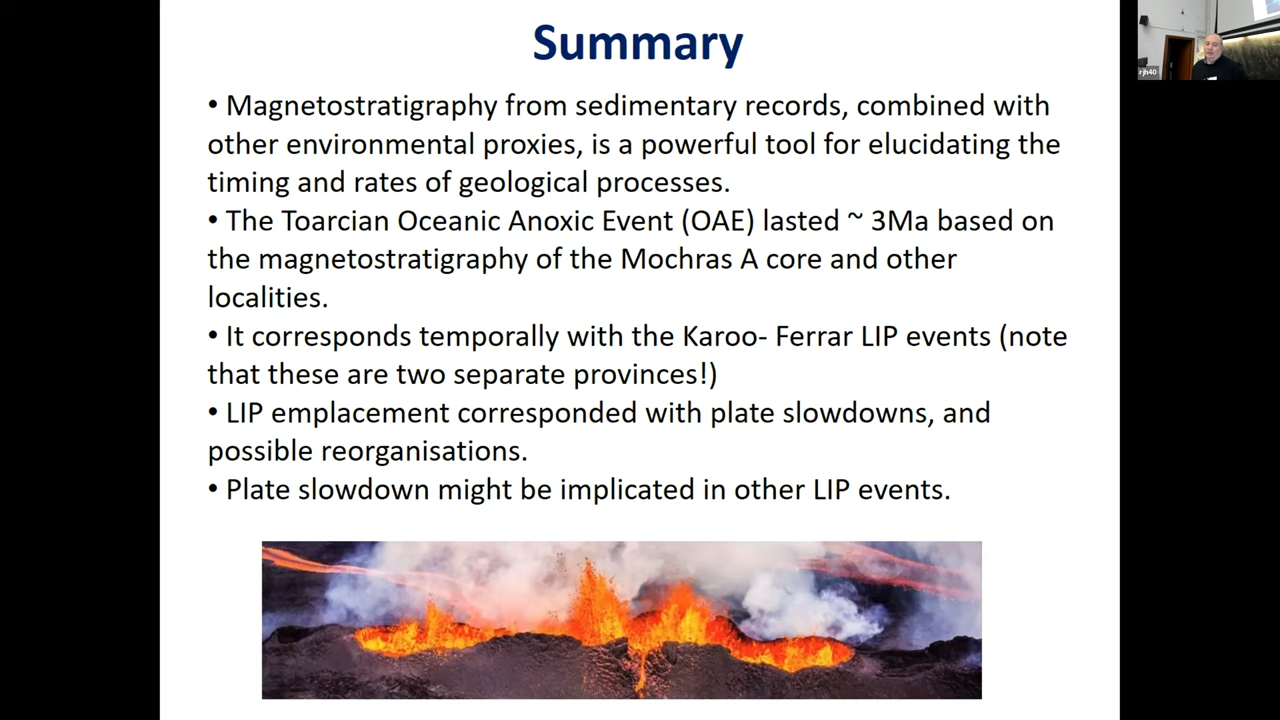 Summary
• Magnetostratigraphy from sedimentary records, combined with
other environmental proxies, is a powerful tool for elucidating the
timing and rates of geological processes.
• The Toarcian Oceanic Anoxic Event (OAE) lasted ~ 3Ma based on
the magnetostratigraphy of the Mochras A core and other
localities.
• It corresponds temporally with the Karoo- Ferrar LIP events (note
that these are two separate provinces!)
• LIP emplacement corresponded with plate slowdowns, and
possible reorganisations.
• Plate slowdown might be implicated in other LIP events.
rjh40